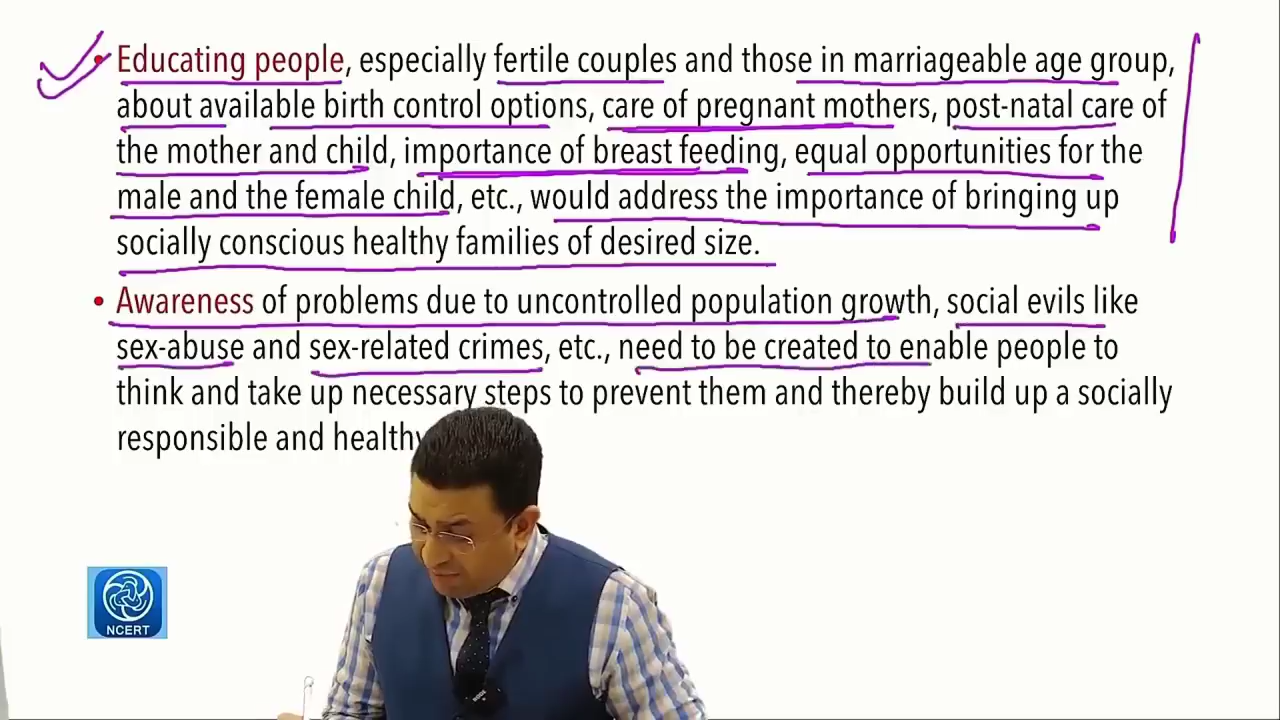 • Educating people, especially fertile couples and those in marriageable age group,
about available birth control options, care of pregnant mothers, post-natal care of
the mother and child, importance of breast feeding, equal opportunities for the
male and the female child, etc., would address the importance of bringing up
socially conscious healthy families of desired size.
• Awareness of problems due to uncontrolled population growth, social evils like
sex-abuse and sex-related crimes, etc., need to be created to enable people to
think and take up necessary steps to prevent them and thereby build up a socially
responsible and healthy
NCERT